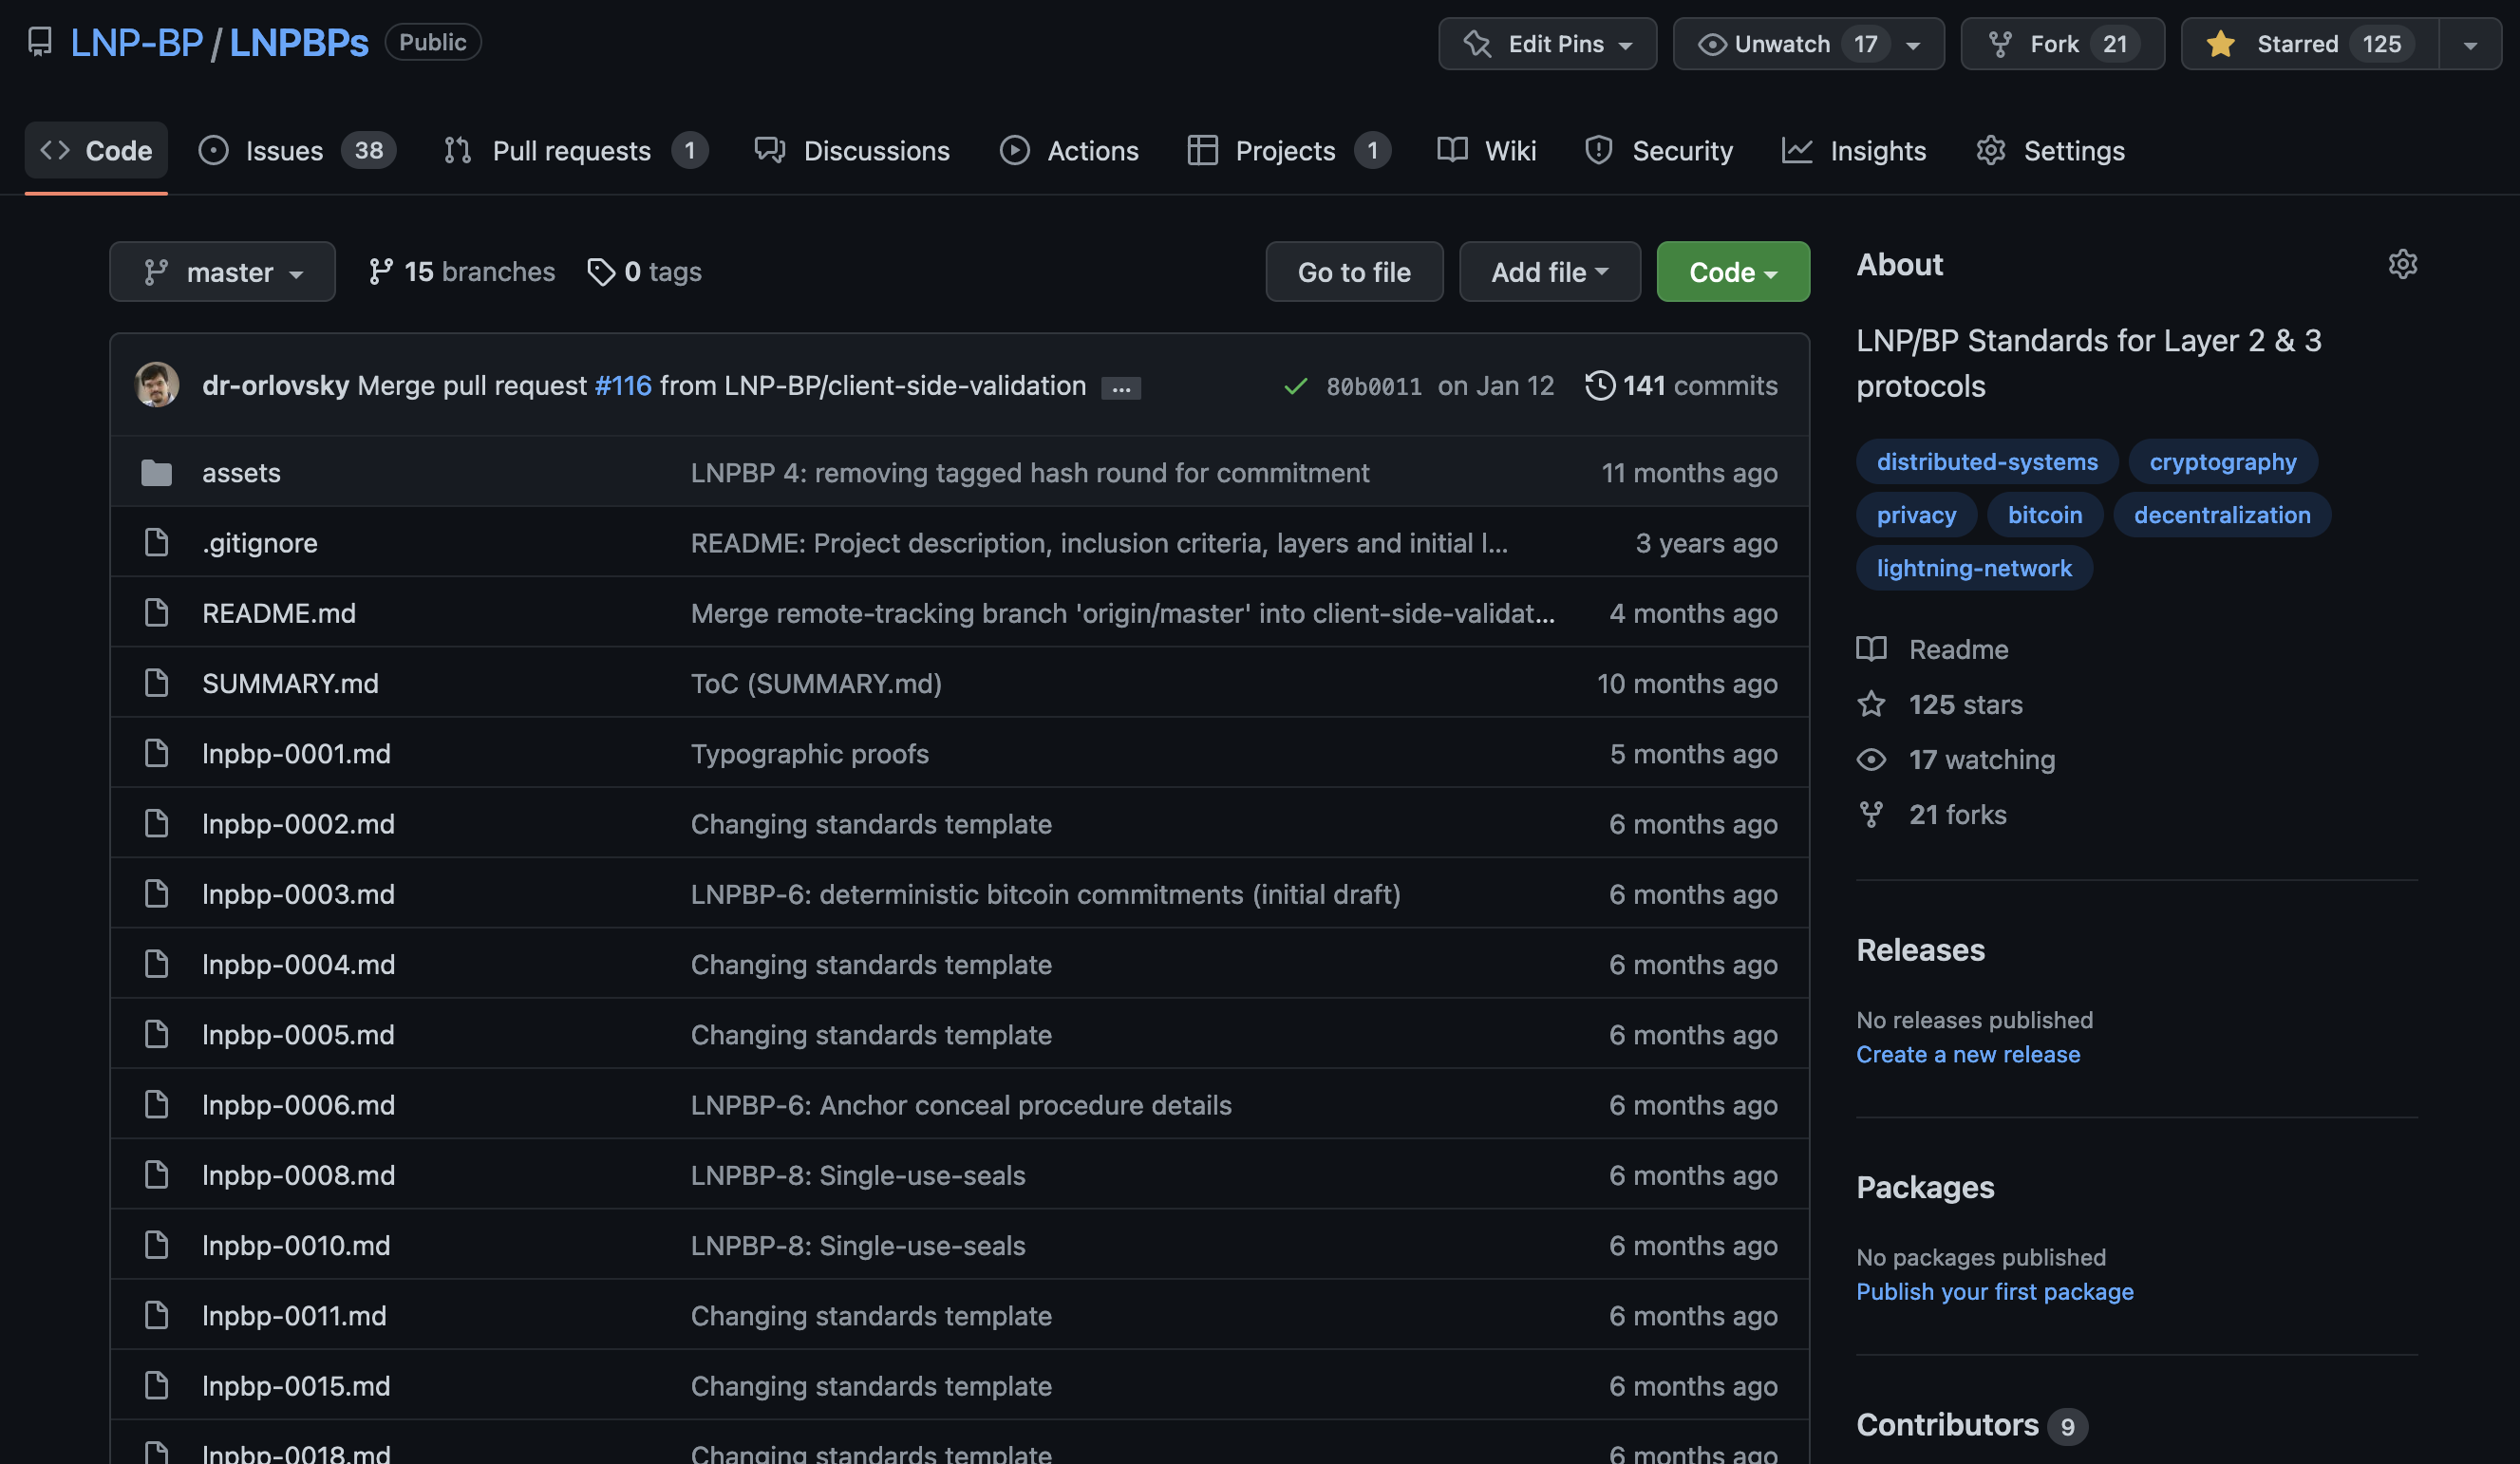 LNP-BP / LNPBPs Public Edit Pins Unwatch 17 Fork 21 Starred 125
Code Issues 38 Pull requests 1 Discussions Actions Projects 1 Wiki Security Insights Settings
master 15 branches 0 tags Go to file Add file Code
dr-orlovsky Merge pull request #116 from LNP-BP/client-side-validation ... 80b0011 on Jan 12 141 commits
assets LNPBP 4: removing tagged hash round for commitment 11 months ago
.gitignore README: Project description, inclusion criteria, layers and initial l... 3 years ago
README.md Merge remote-tracking branch 'origin/master' into client-side-validat... 4 months ago
SUMMARY.md ToC (SUMMARY.md) 10 months ago
lnpbp-0001.md Typographic proofs 5 months ago
lnpbp-0002.md Changing standards template 6 months ago
lnpbp-0003.md LNPBP-6: deterministic bitcoin commitments (initial draft) 6 months ago
lnpbp-0004.md Changing standards template 6 months ago
lnpbp-0005.md Changing standards template 6 months ago
lnpbp-0006.md LNPBP-6: Anchor conceal procedure details 6 months ago
lnpbp-0008.md LNPBP-8: Single-use-seals 6 months ago
lnpbp-0010.md LNPBP-8: Single-use-seals 6 months ago
lnpbp-0011.md Changing standards template 6 months ago
lnpbp-0015.md Changing standards template 6 months ago
lnpbp-0018.md Changing standards template 6 months ago
About
LNP/BP Standards for Layer 2 & 3
protocols
distributed-systems cryptography
privacy bitcoin decentralization
lightning-network
Readme
125 stars
17 watching
21 forks
Releases
No releases published
Create a new release
Packages
No packages published
Publish your first package
Contributors 9